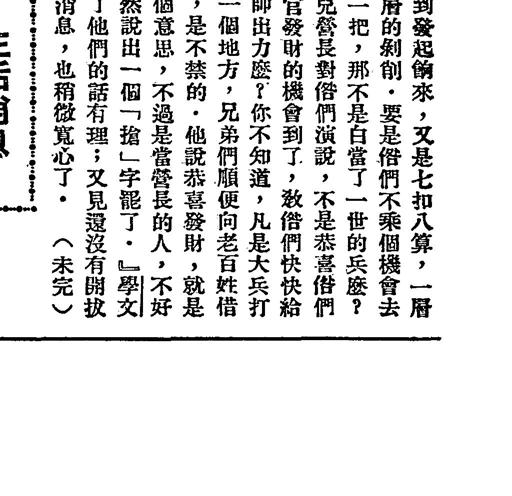 到發起餉來，又是七扣八算，一層
層的剝削．要是偺們不乘個機會去
一把，那不是白當了一世的兵麽？
兒營長對偺們演說，不是恭喜偺們
官發財的機會到了，敎偺們快快給
師出力麽？你不知道，凡是大兵打
一個地方，兄弟們順便向老百姓借
，是不禁的．他說恭喜發財，就是
個意思，不過是當營長的人，不好
然說出一個「搶」字罷了．』學文
了他們的話有理；又見還沒有開拔
消息，也稍微寬心了．　（未完）